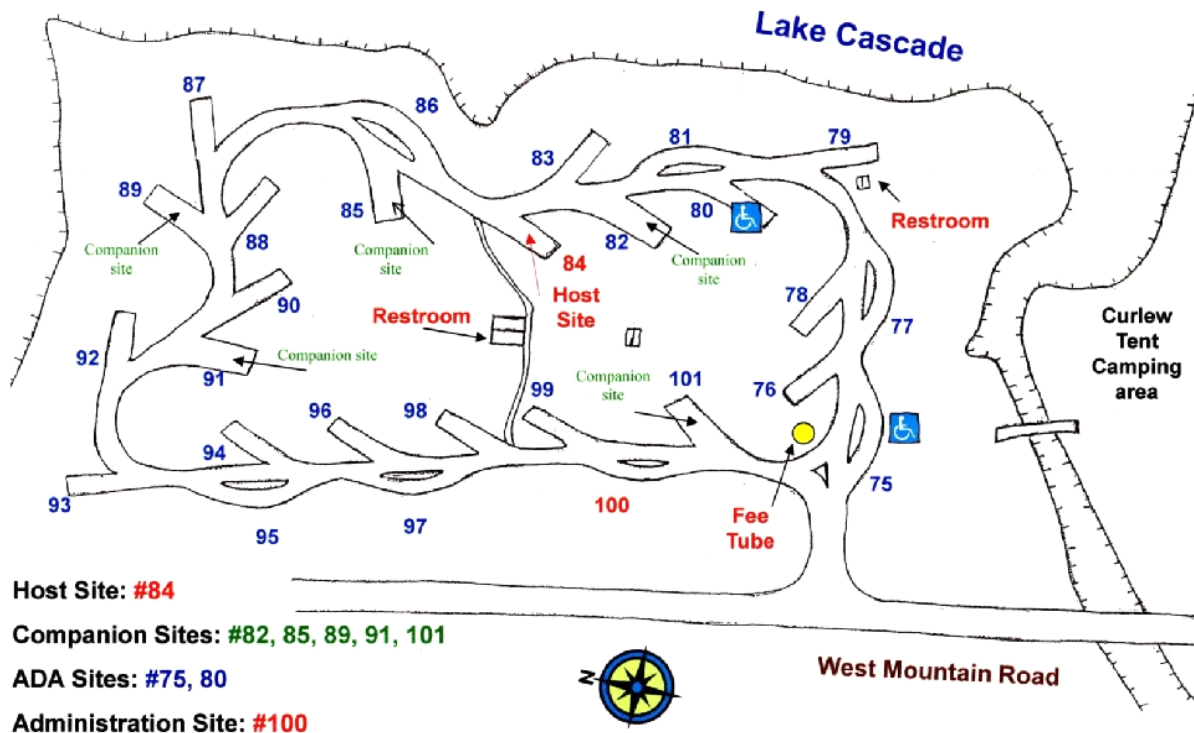 Lake Cascade
87
86
81
79
83
89
85
80
Restroom
82
Companion
site
88
Companion
site
Companion
site
84
Host
Site
90
78
Restroom
77
Curlew
Tent
Camping
area
92
Companion site
91
Companion
site
101
76
99
96
98
94
93
75
100
Fee
Tube
95
97
Host Site: #84
Companion Sites: #82, 85, 89, 91, 101
ADA Sites: #75, 80
Administration Site: #100
N
West Mountain Road